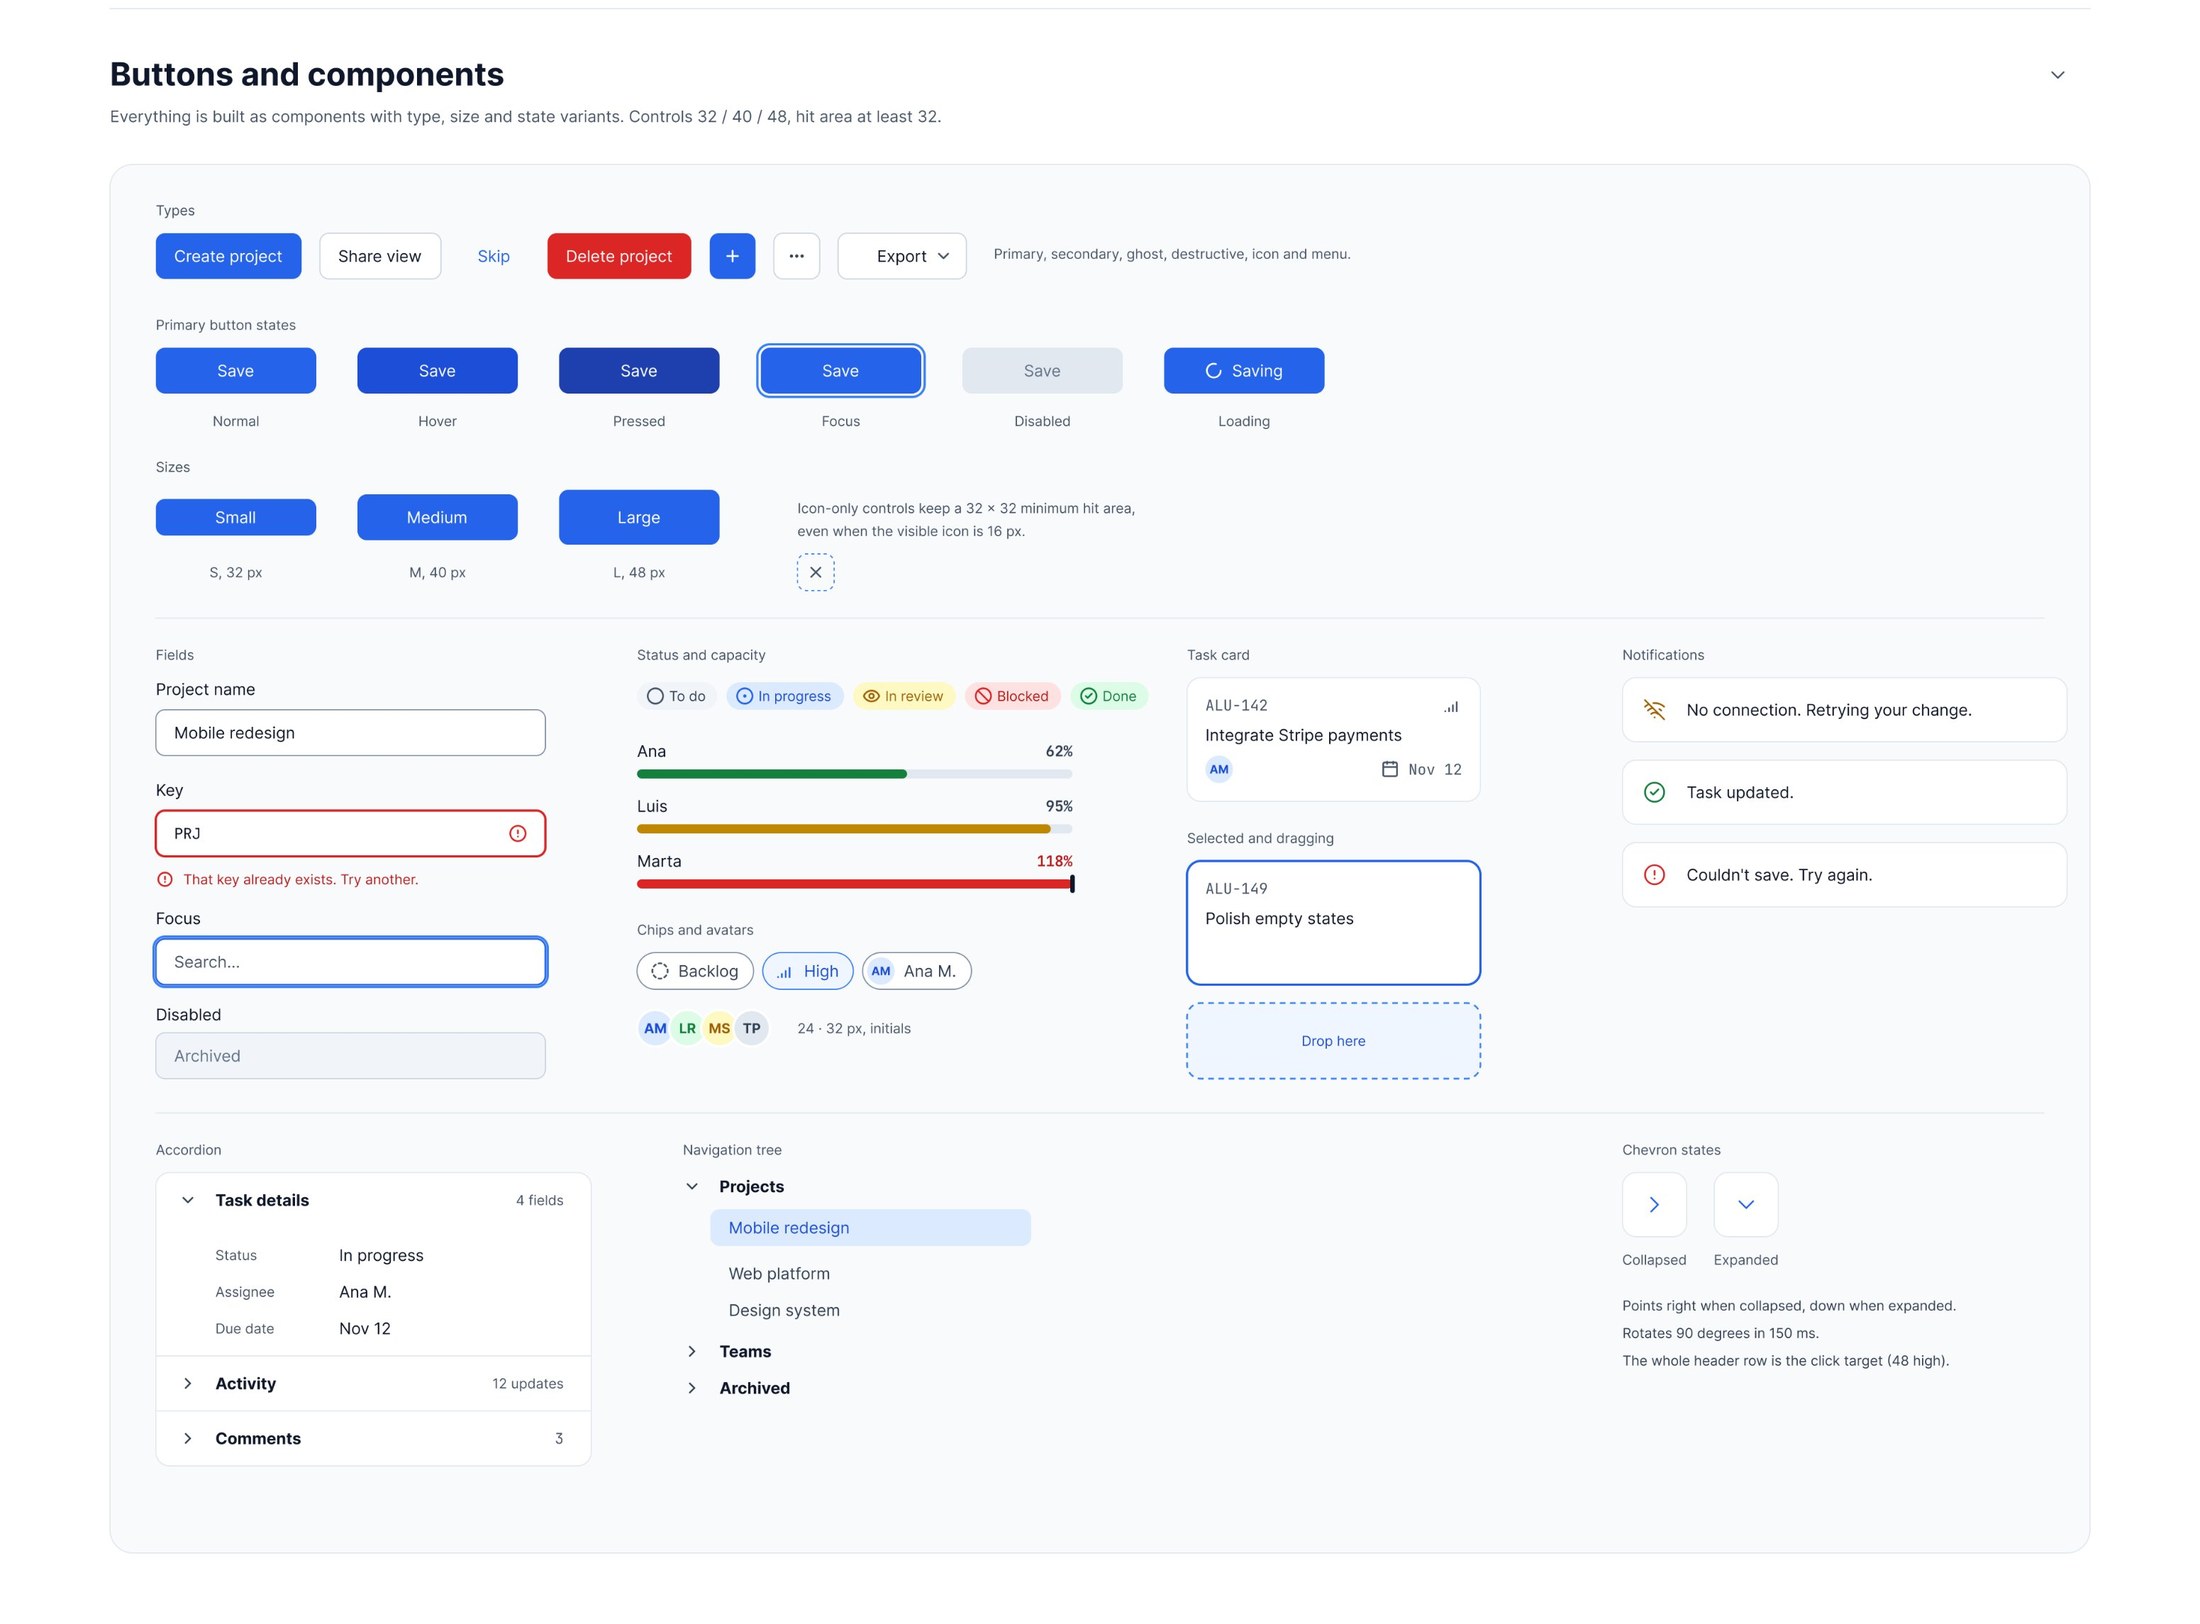 Buttons and components
Everything is built as components with type, size and state variants. Controls 32 / 40 / 48, hit area at least 32.
Types
Create project
Share view
Skip
Delete project
Export
Primary, secondary, ghost, destructive, icon and menu.
Primary button states
Save
Save
Save
Save
Save
Saving
Normal
Hover
Pressed
Focus
Disabled
Loading
Sizes
Small
Medium
Large
S, 32 px
M, 40 px
L, 48 px
Icon-only controls keep a 32 × 32 minimum hit area,
even when the visible icon is 16 px.
Fields
Project name
Mobile redesign
Key
PRJ
That key already exists. Try another.
Focus
Search...
Disabled
Archived
Status and capacity
To do
In progress
In review
Blocked
Done
Ana 62%
Luis 95%
Marta 118%
Chips and avatars
Backlog
High
AM Ana M.
AM LR MS TP
24 · 32 px, initials
Task card
ALU-142
Integrate Stripe payments
AM
Nov 12
Selected and dragging
ALU-149
Polish empty states
Drop here
Notifications
No connection. Retrying your change.
Task updated.
Couldn't save. Try again.
Accordion
Task details 4 fields
Status In progress
Assignee Ana M.
Due date Nov 12
Activity 12 updates
Comments 3
Navigation tree
Projects
Mobile redesign
Web platform
Design system
Teams
Archived
Chevron states
Collapsed
Expanded
Points right when collapsed, down when expanded.
Rotates 90 degrees in 150 ms.
The whole header row is the click target (48 high).